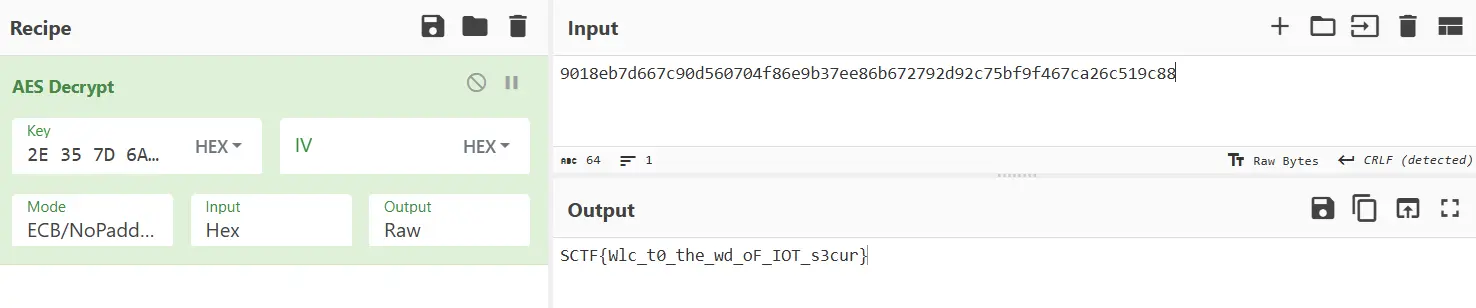 Recipe
AES Decrypt
Key
2E 35 7D 6A...
HEX
IV
HEX
Mode
ECB/NoPadd...
Input
Hex
Output
Raw
Input
9018eb7d667c90d560704f86e9b37ee86b672792d92c75bf9f467ca26c519c88
ABC 64
1
Tт Raw Bytes
CRLF (detected)
Output
SCTF{Wlc_t0_the_wd_oF_IOT_s3cur}